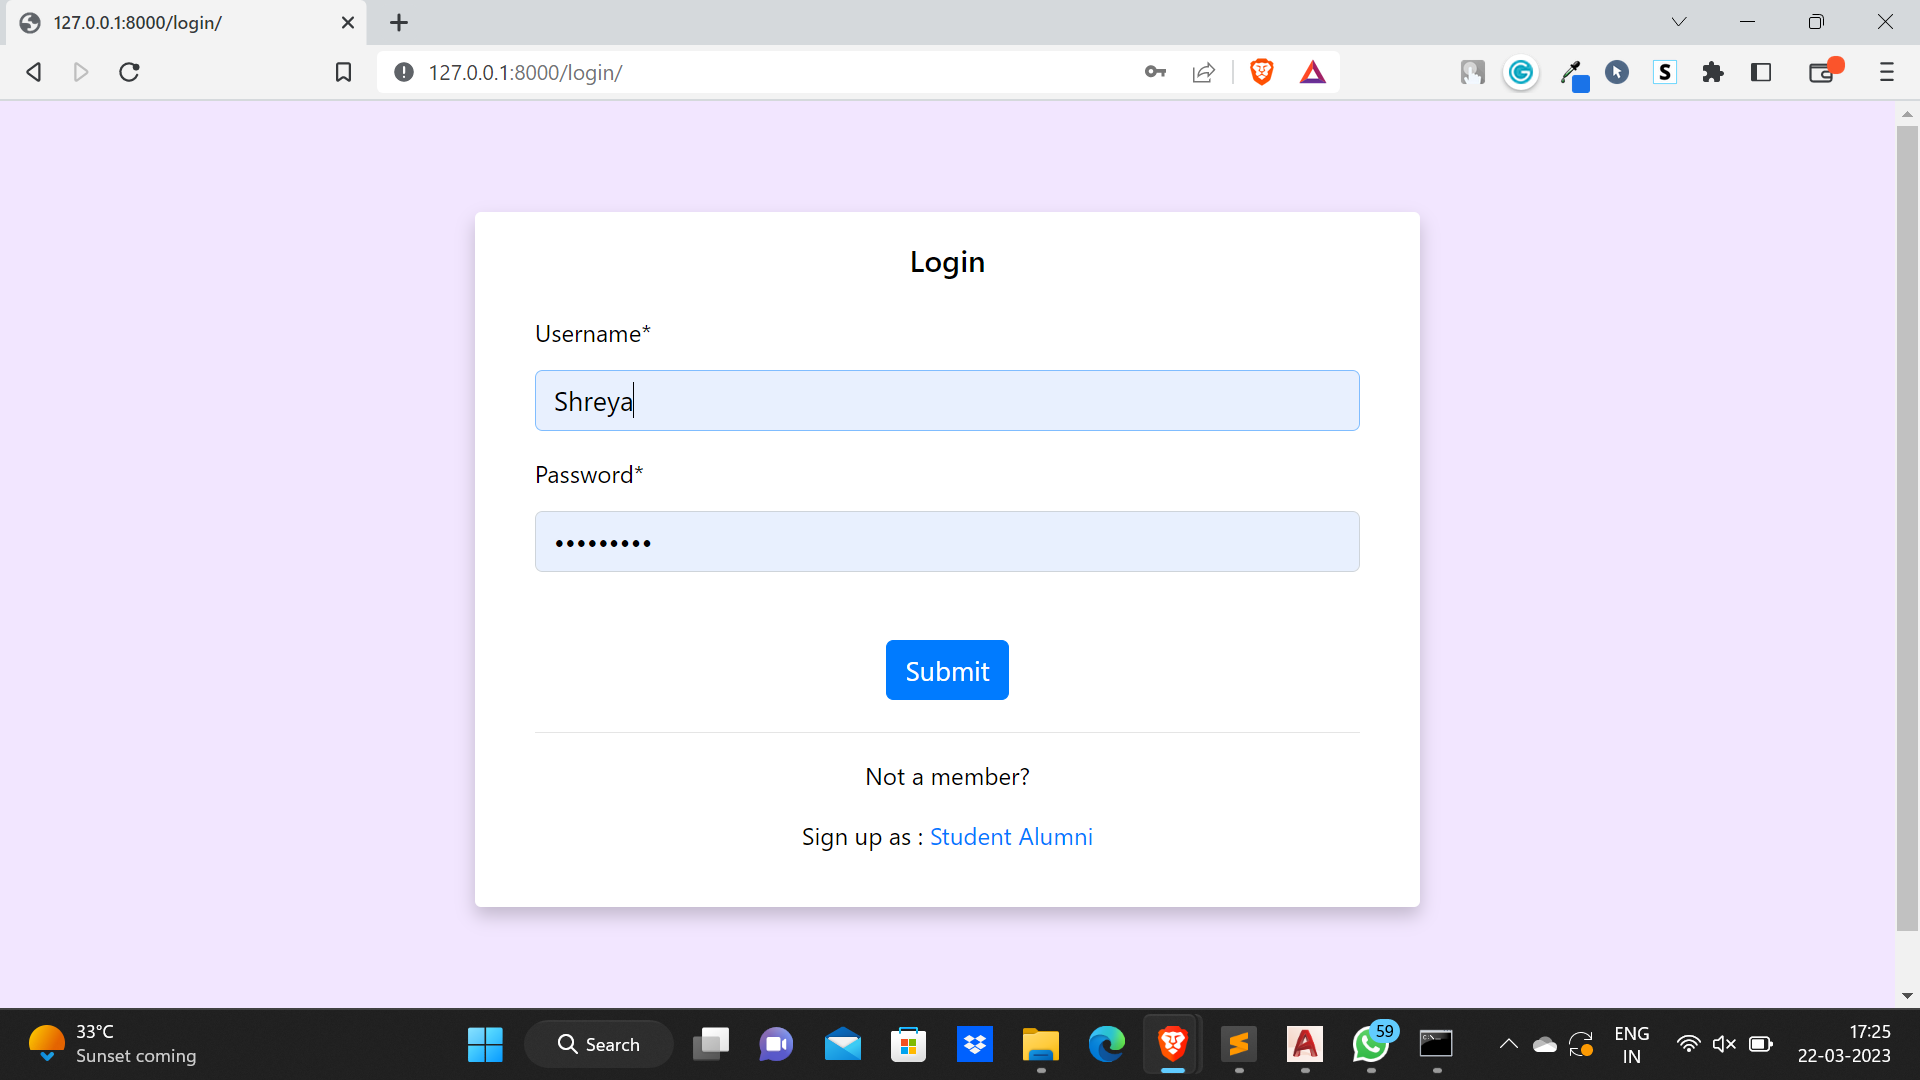 127.0.0.1:8000/login/
127.0.0.1:8000/login/
S
Login
Username*
Shreya
Password*
•••••••••
Submit
Not a member?
Sign up as : Student Alumni
33°C
Sunset coming
Search
59
ENG
IN
17:25
22-03-2023